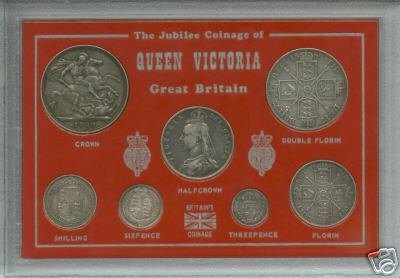 The Jubilee Coinage of
QUEEN VICTORIA
Great Britain
CROWN
DOUBLE FLORIN
HALFCROWN
SHILLING
SIXPENCE
BRITAIN'S
COINAGE
THREEPENCE
FLORIN